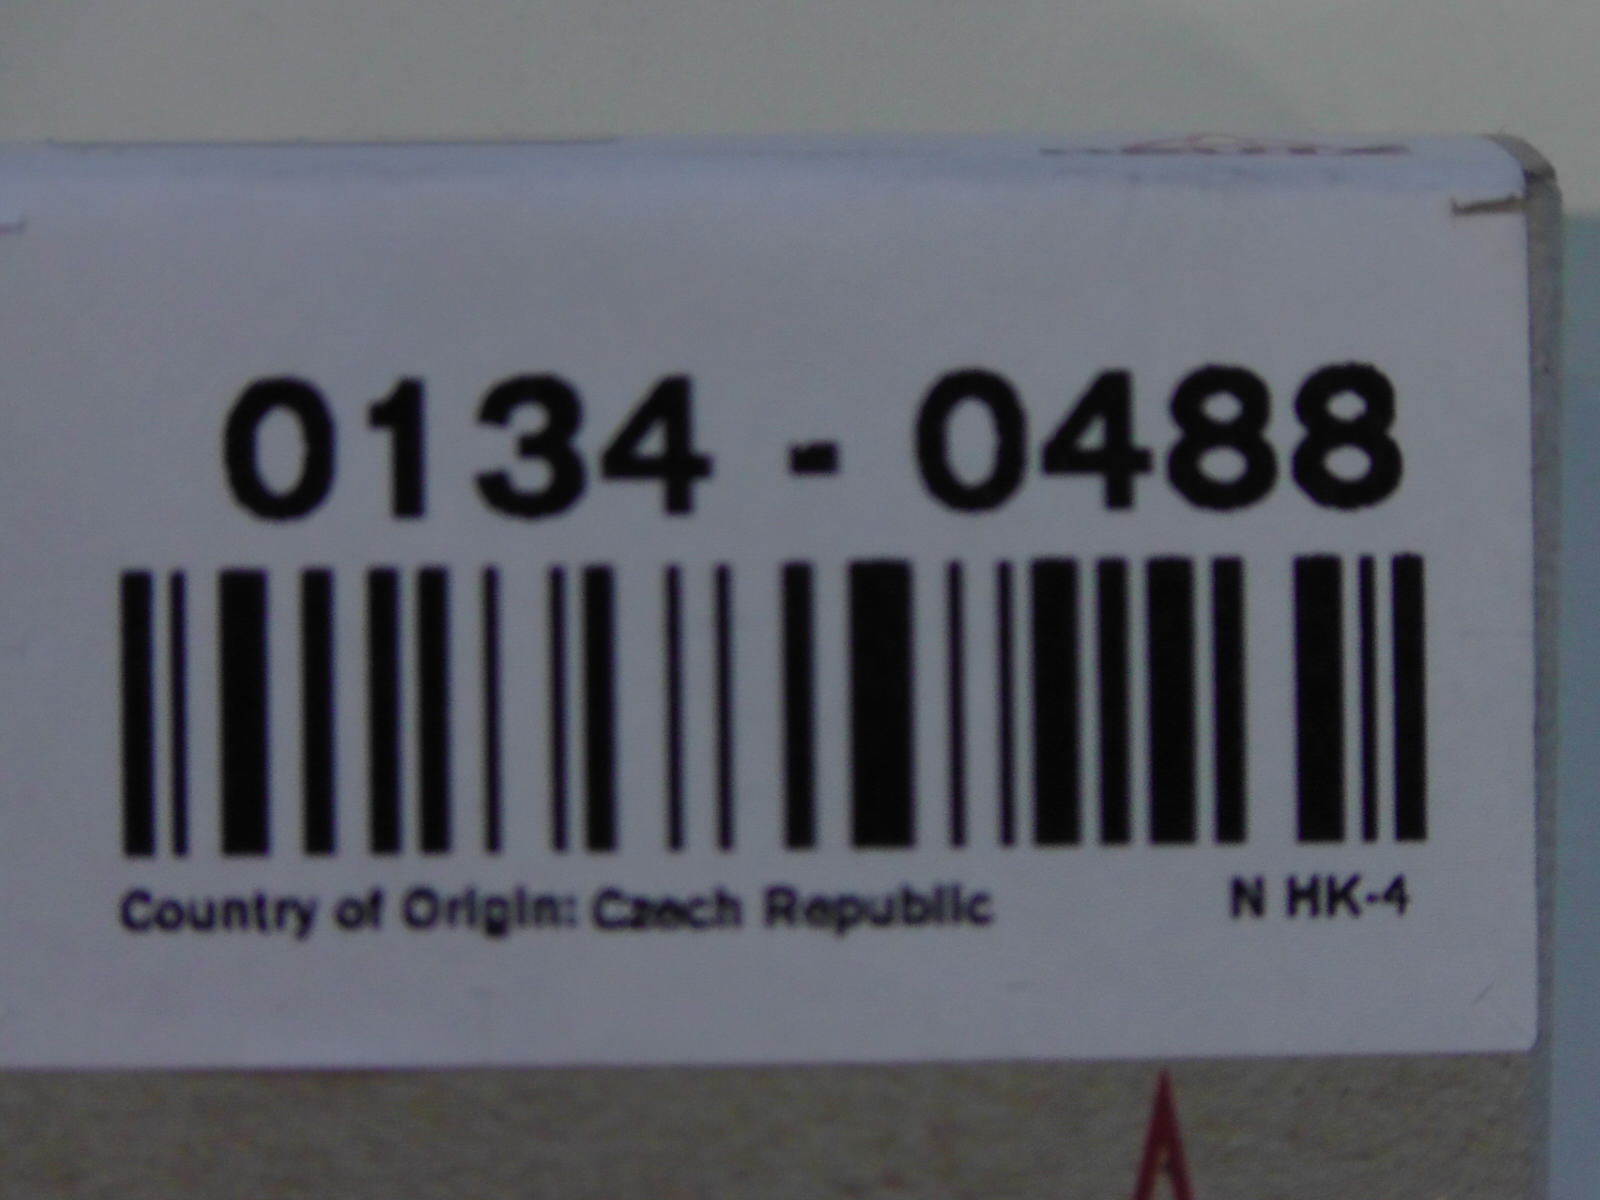 0134 - 0488
Country of Origin: Czech Republic
N HK-4